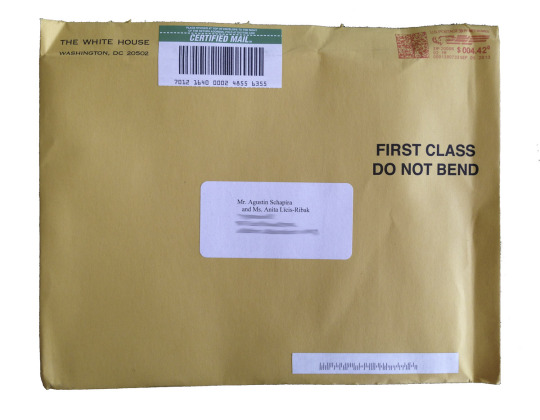 THE WHITE HOUSE
WASHINGTON, DC 20502
CERTIFIED MAIL
7012 1640 0002 4855 6355
$ 004.42
FIRST CLASS
DO NOT BEND
Mr. Agustin Schapira
and Ms. Anita Licis-Ribak